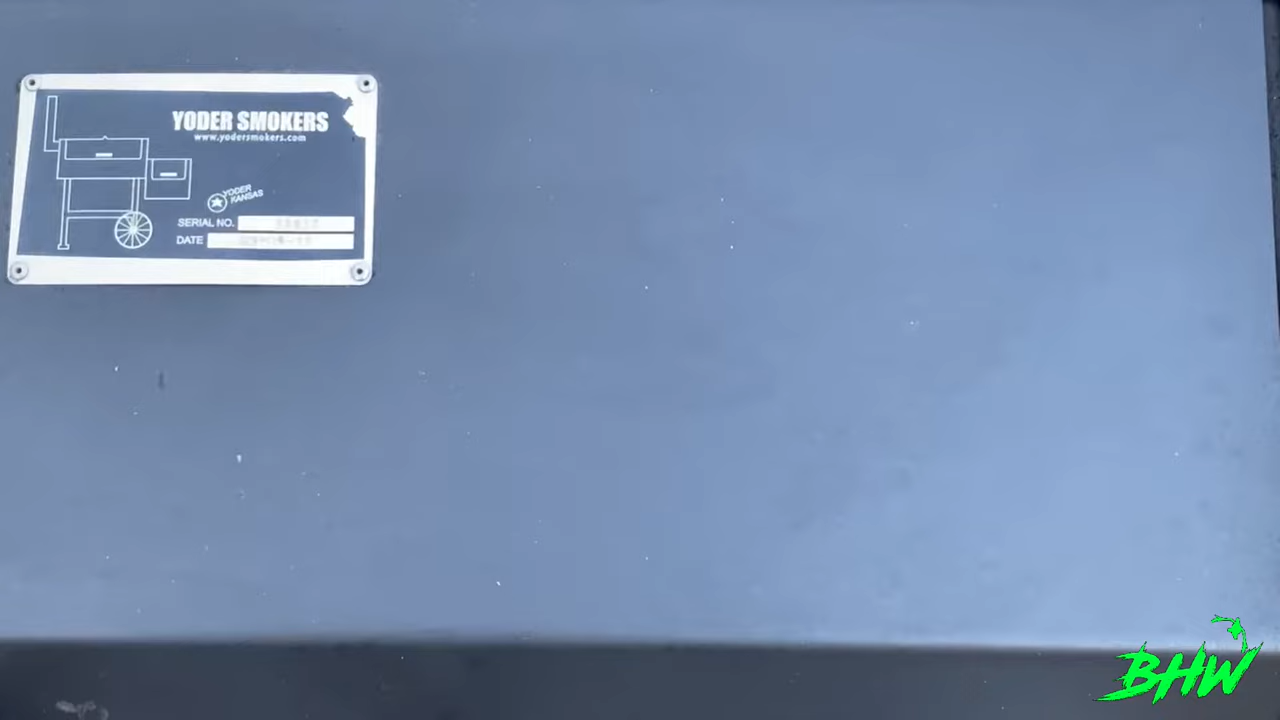 YODER SMOKERS
www.yodersmokers.com
YODER
KANSAS
SERIAL NO.
DATE
BHW